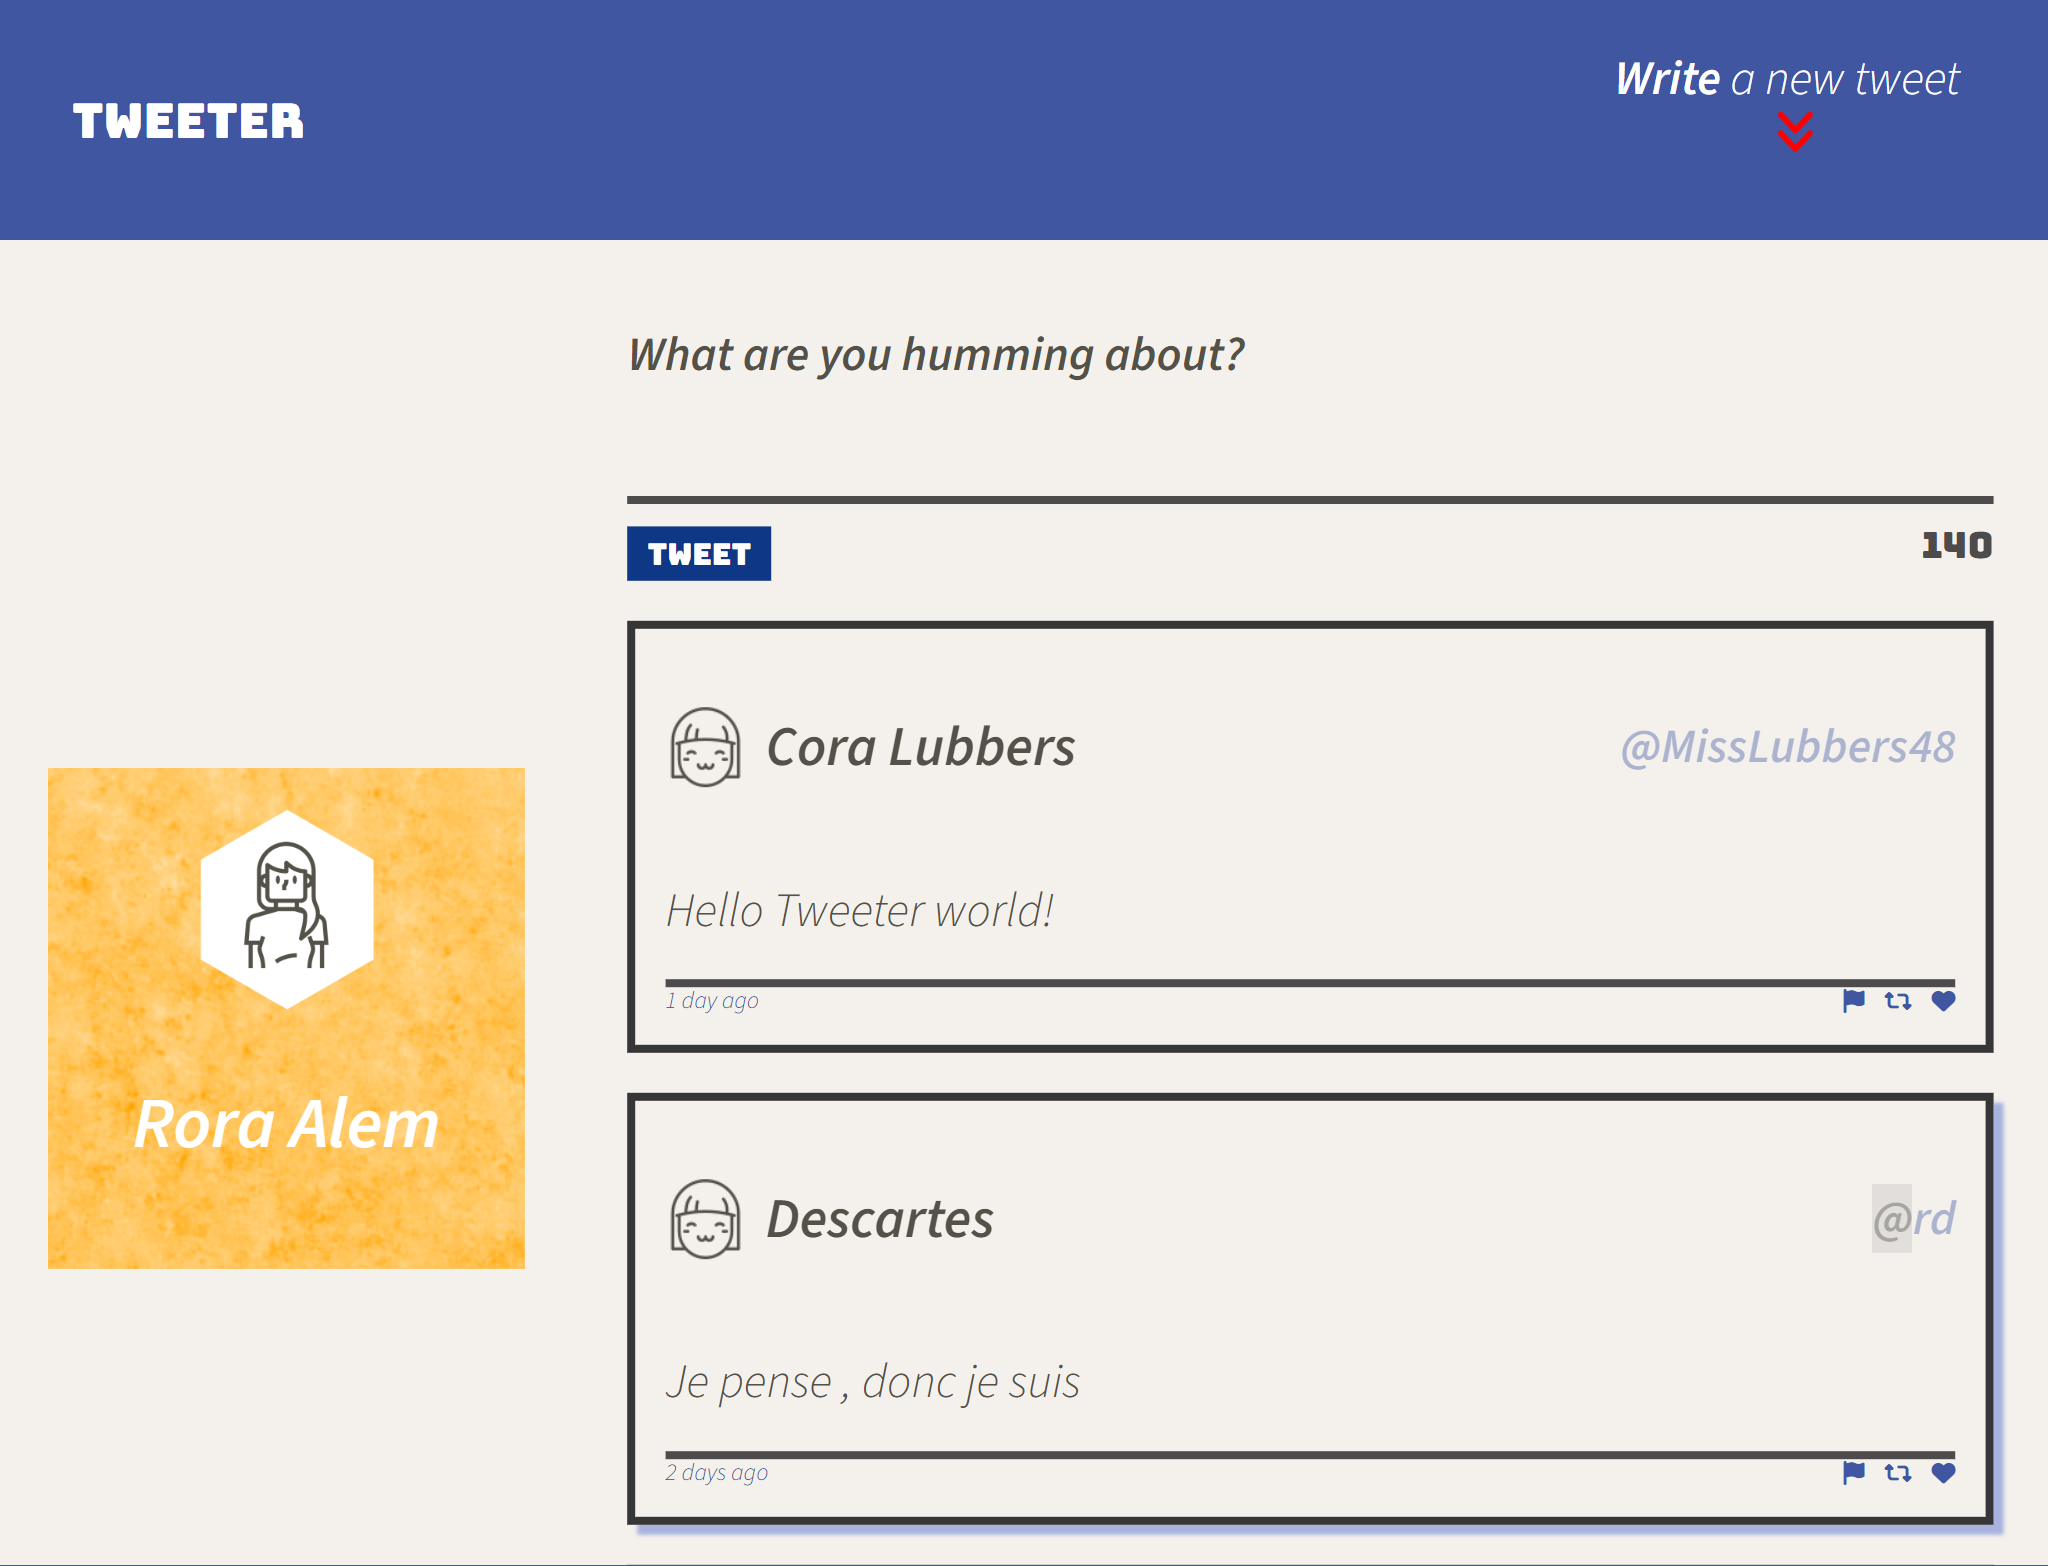 TWEETER
Write a new tweet
What are you humming about?
TWEET
140
Cora Lubbers
@MissLubbers48
Hello Tweeter world!
1 day ago
Rora Alem
Descartes
@rd
Je pense , donc je suis
2 days ago